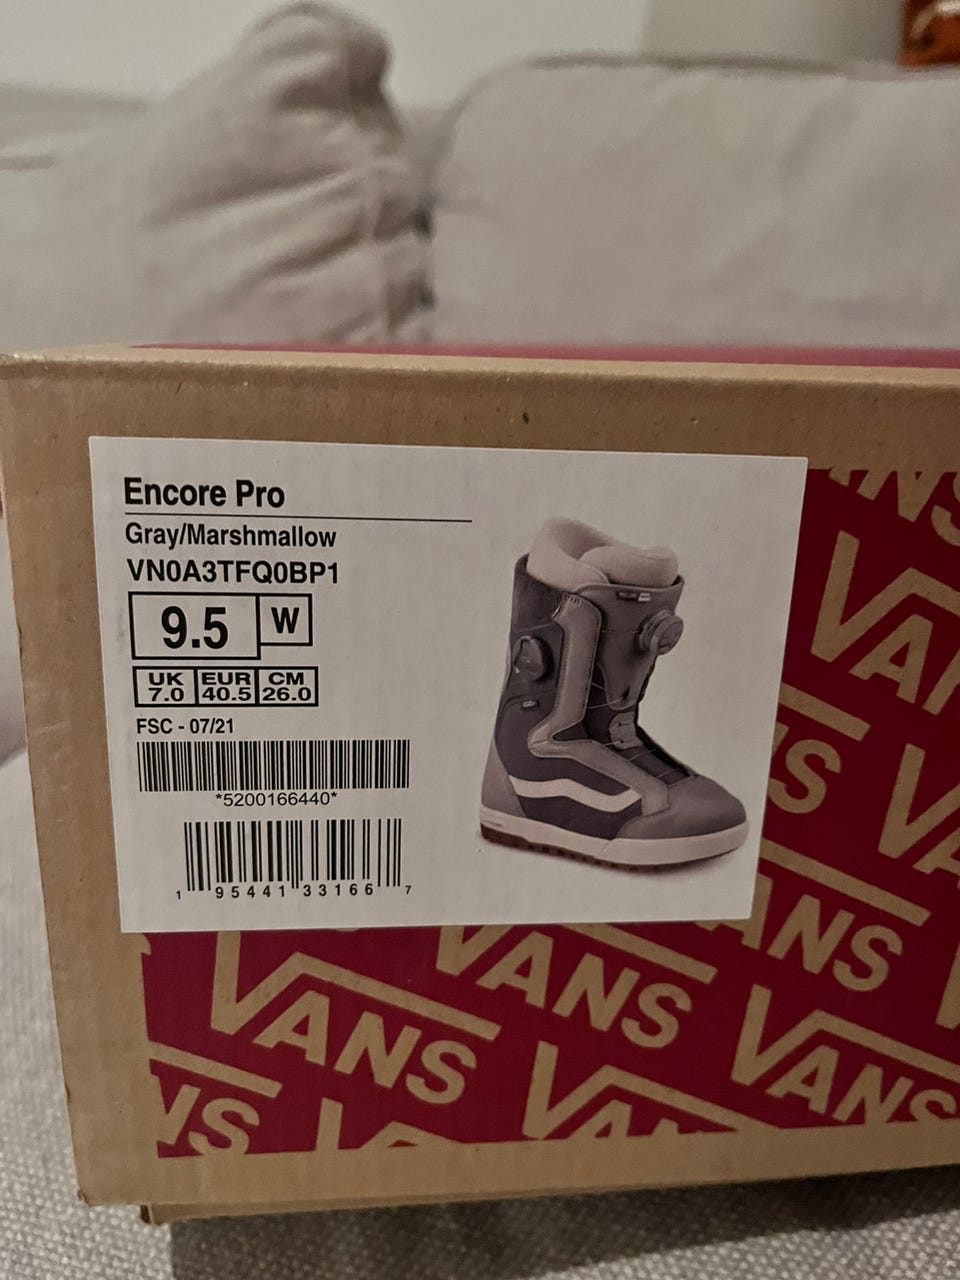 Encore Pro
Gray/Marshmallow
VN0A3TFQ0BP1
9.5 W
UK EUR CM
7.0 40.5 26.0
FSC - 07/21
*5200166440*
1 95441 33166 7
VANS
VANS
VANS
VANS